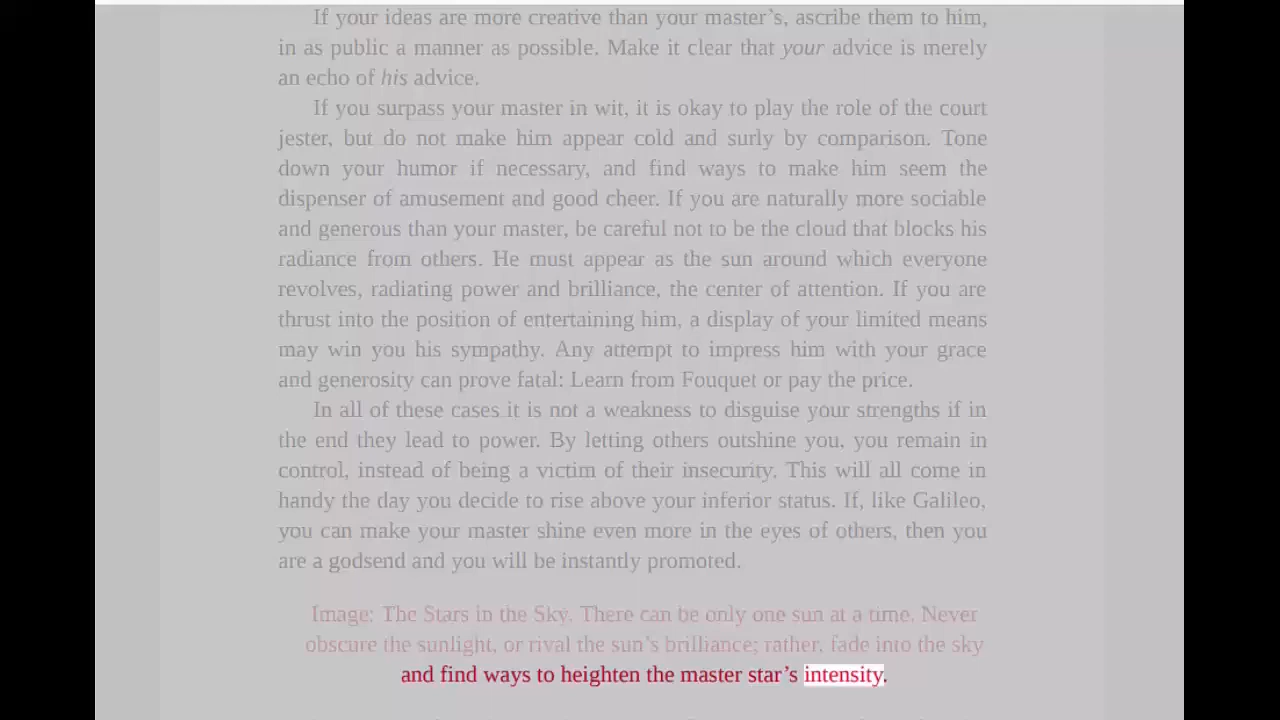 If your ideas are more creative than your master`s, ascribe them to him,
in as public a manner as possible. Make it clear that your advice is merely
an echo of his advice.
If you surpass your master in wit, it is okay to play the role of the court
jester, but do not make him appear cold and surly by comparison. Tone
down your humor if necessary, and find ways to make him seem the
dispenser of amusement and good cheer. If you are naturally more sociable
and generous than your master, be careful not to be the cloud that blocks his
radiance from others. He must appear as the sun around which everyone
revolves, radiating power and brilliance, the center of attention. If you are
thrust into the position of entertaining him, a display of your limited means
may win you his sympathy. Any attempt to impress him with your grace
and generosity can prove fatal: Learn from Fouquet or pay the price.
In all of these cases it is not a weakness to disguise your strengths if in
the end they lead to power. By letting others outshine you, you remain in
control, instead of being a victim of their insecurity. This will all come in
handy the day you decide to rise above your inferior status. If, like Galileo,
you can make your master shine even more in the eyes of others, then you
are a godsend and you will be instantly promoted.
Image: The Stars in the Sky. There can be only one sun at a time. Never
obscure the sunlight, or rival the sun’s brilliance; rather, fade into the sky
and find ways to heighten the master star’s intensity.